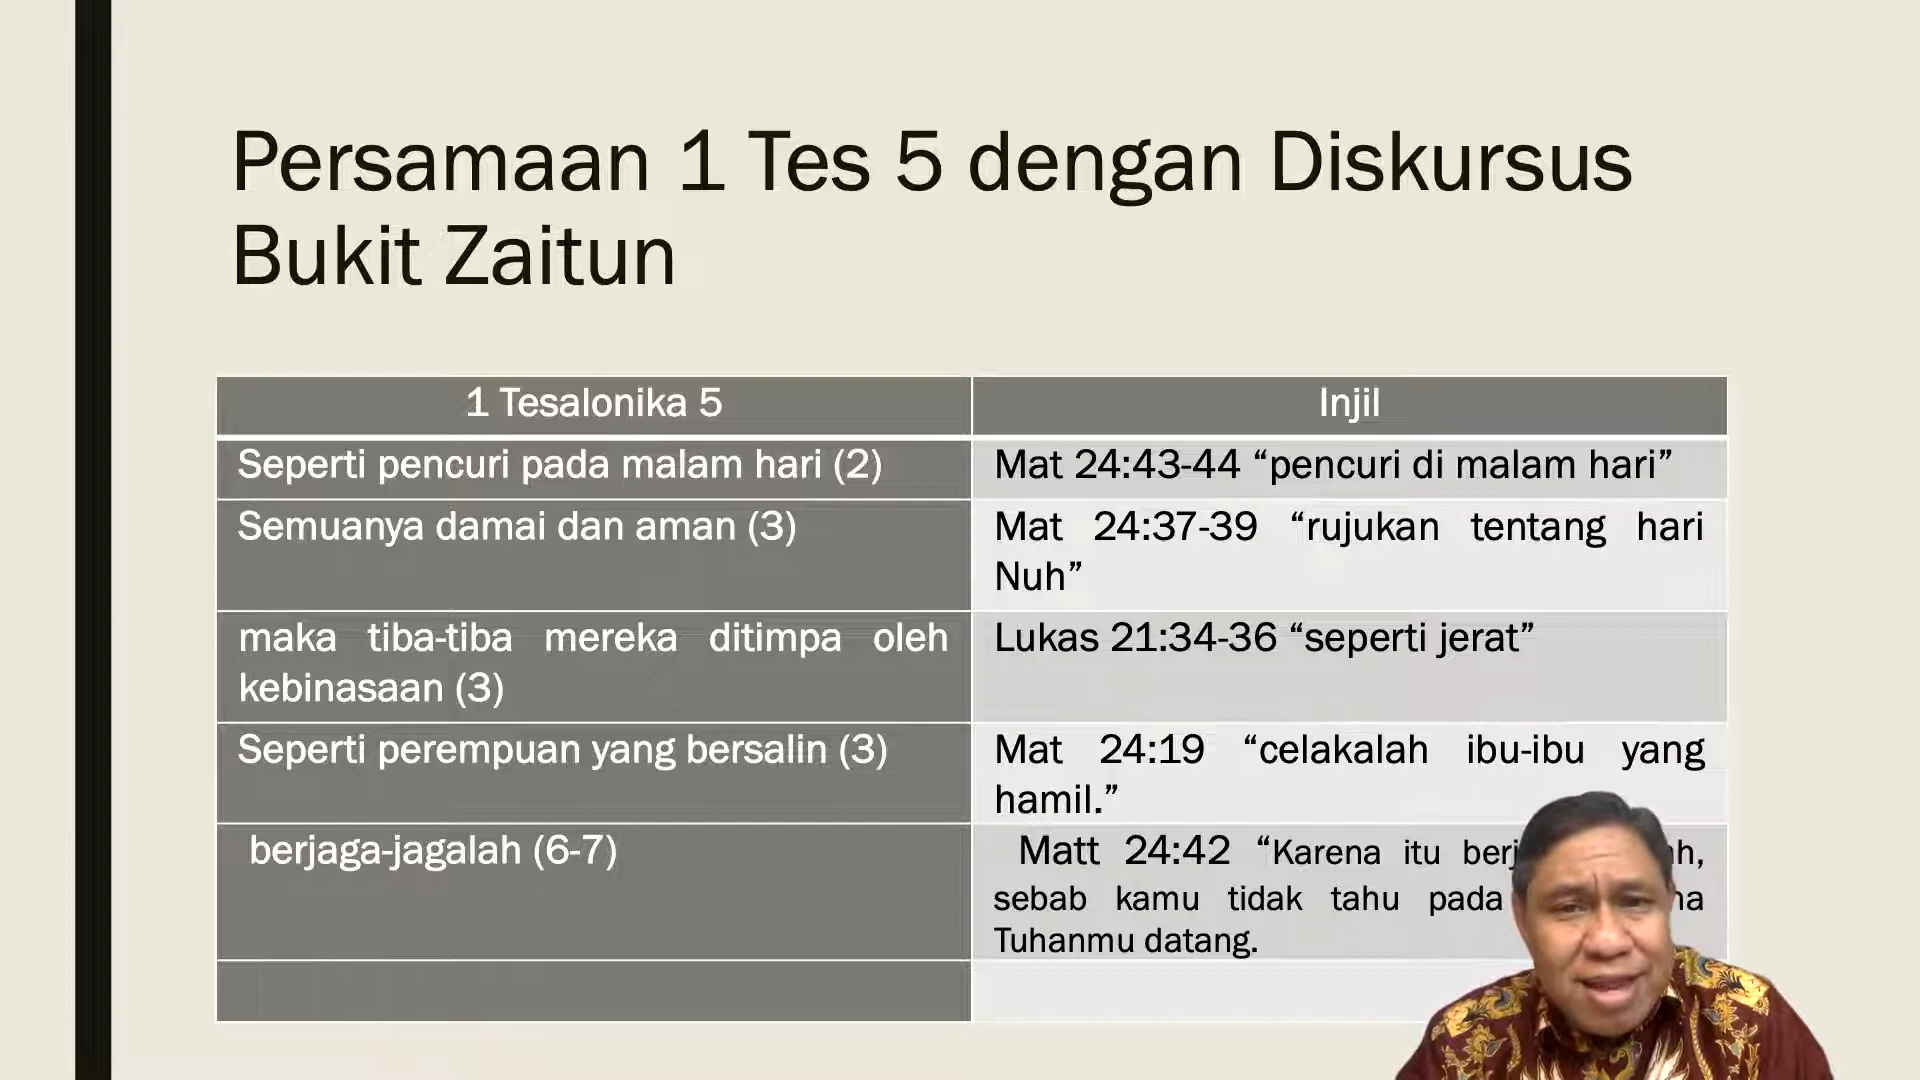 Persamaan 1 Tes 5 dengan Diskursus
Bukit Zaitun
1 Tesalonika 5
Injil
Seperti pencuri pada malam hari (2)
Mat 24:43-44 “pencuri di malam hari”
Semuanya damai dan aman (3)
Mat 24:37-39 “rujukan tentang hari
Nuh”
maka tiba-tiba mereka ditimpa oleh
kebinasaan (3)
Lukas 21:34-36 “seperti jerat”
Seperti perempuan yang bersalin (3)
Mat 24:19 “celakalah ibu-ibu yang
hamil.”
berjaga-jagalah (6-7)
Matt 24:42 “Karena itu
sebab kamu tidak tahu pada
Tuhanmu datang.